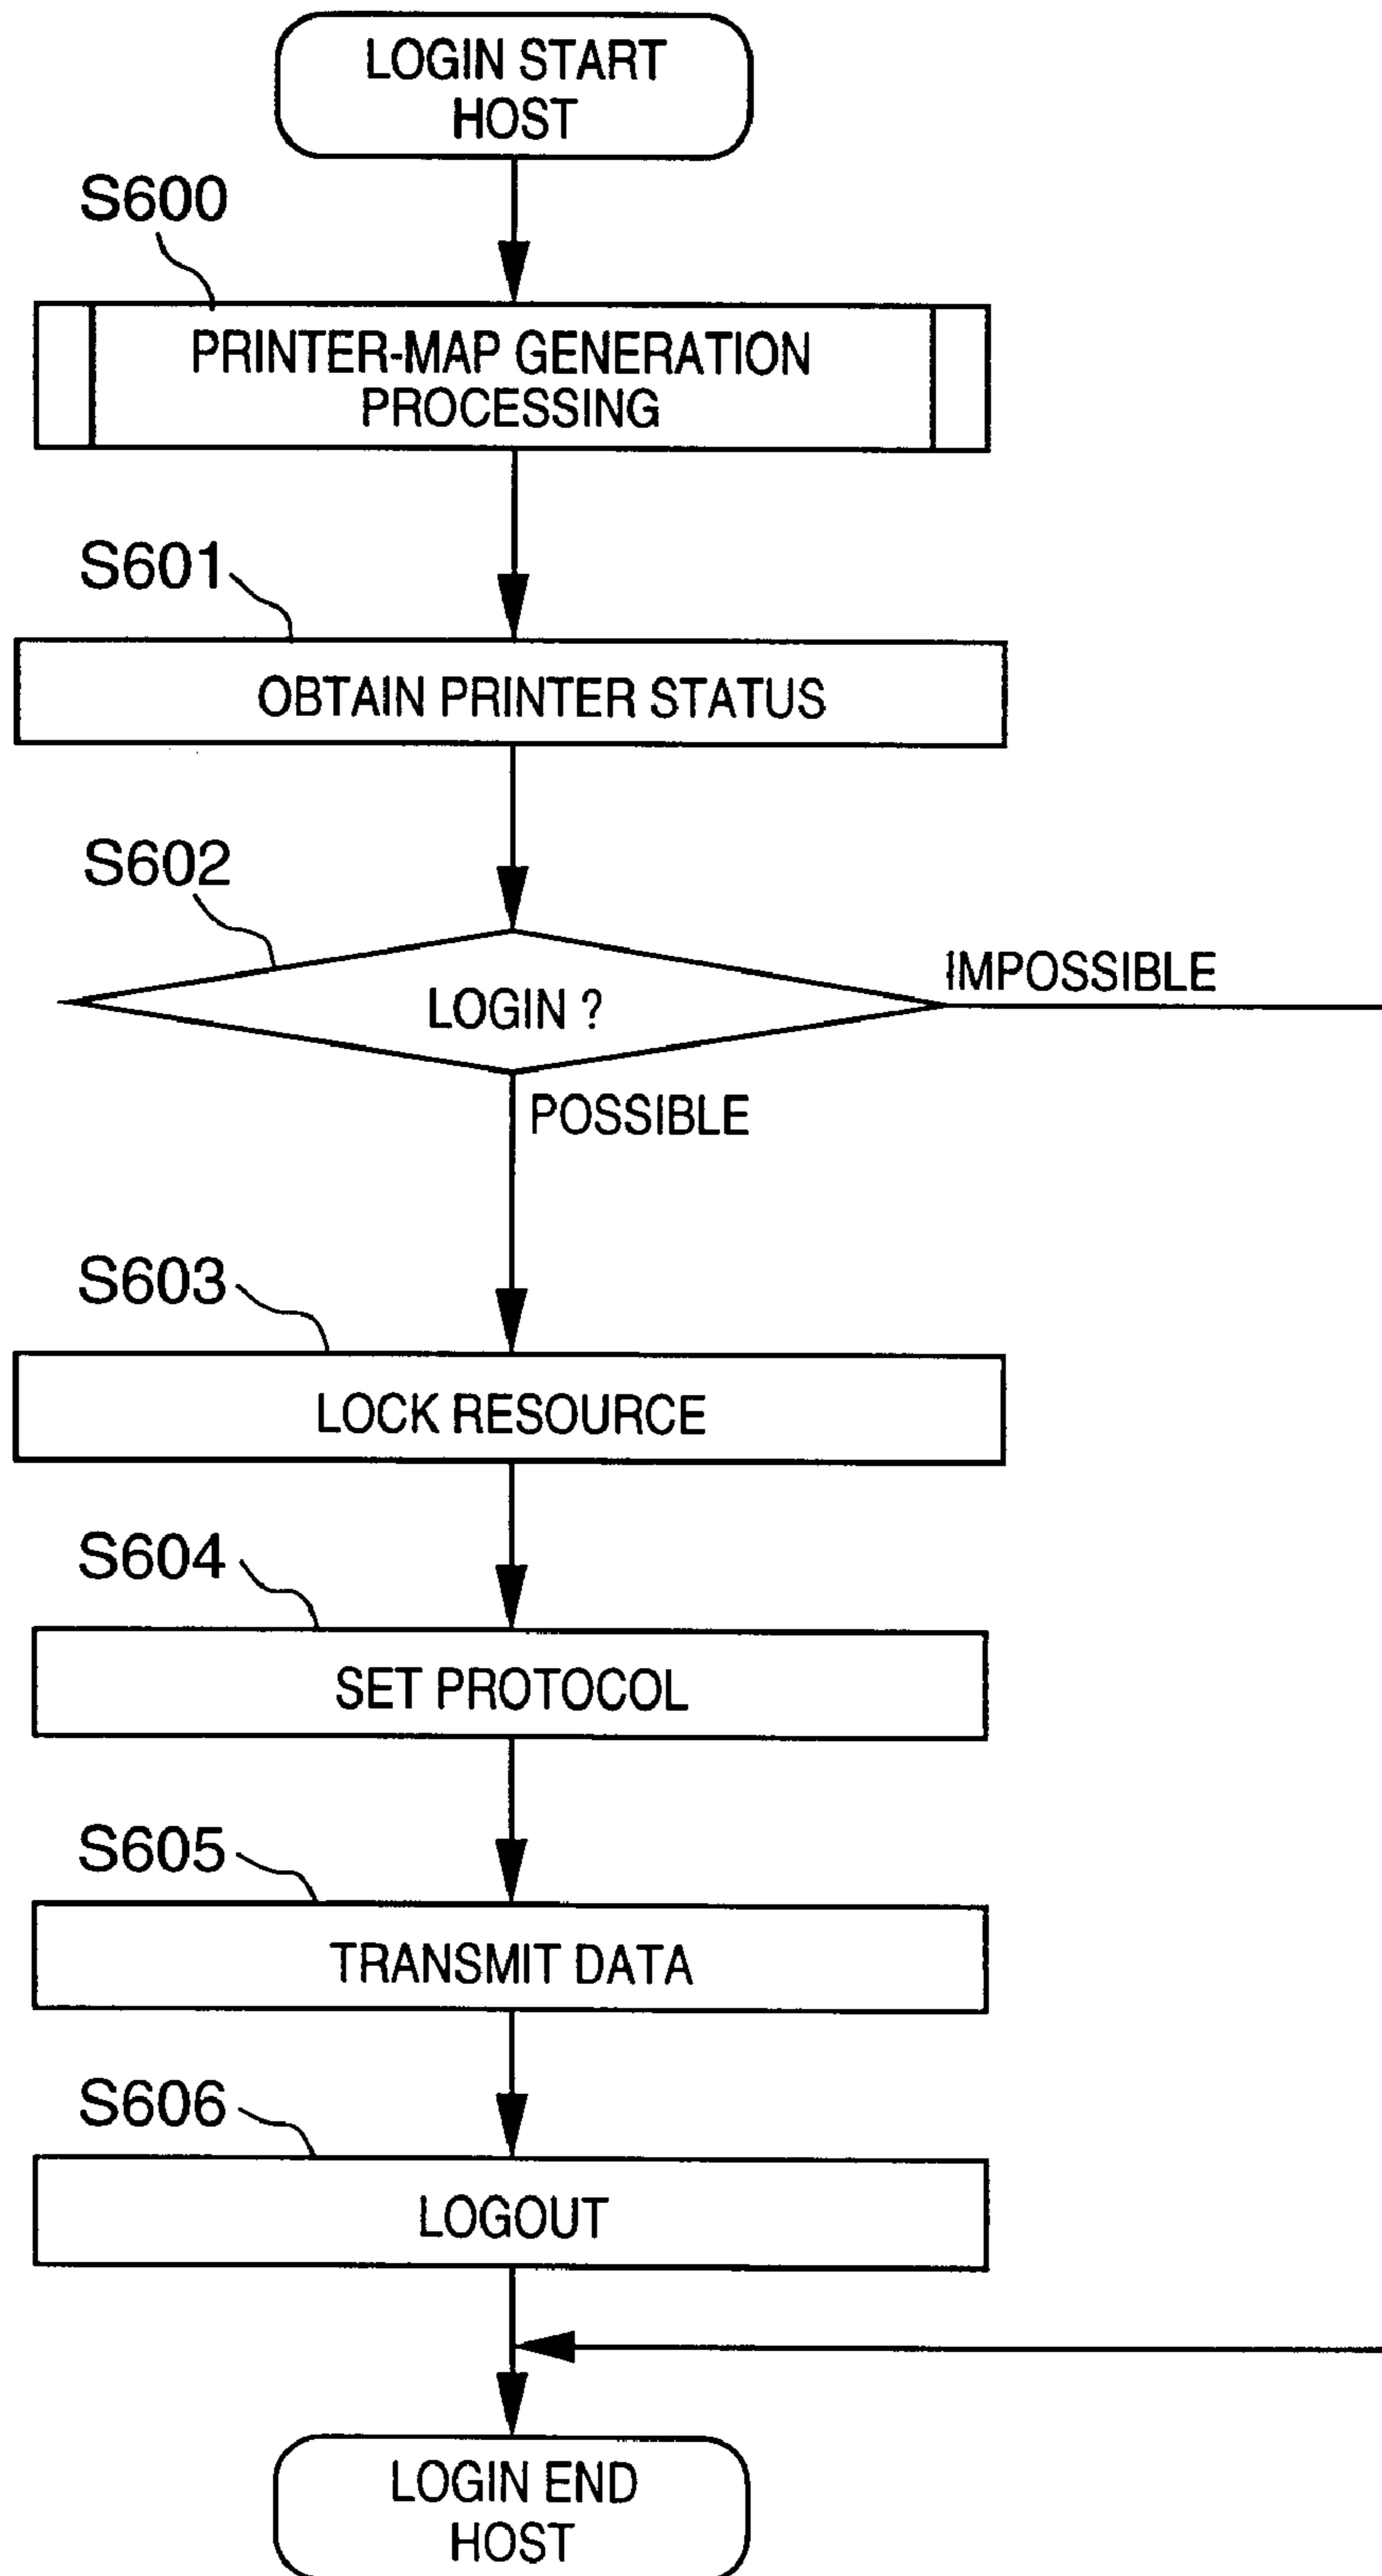 LOGIN START
HOST
S600
PRINTER-MAP GENERATION
PROCESSING
S601
OBTAIN PRINTER STATUS
S602
LOGIN ?
IMPOSSIBLE
POSSIBLE
S603
LOCK RESOURCE
S604
SET PROTOCOL
S605
TRANSMIT DATA
S606
LOGOUT
LOGIN END
HOST